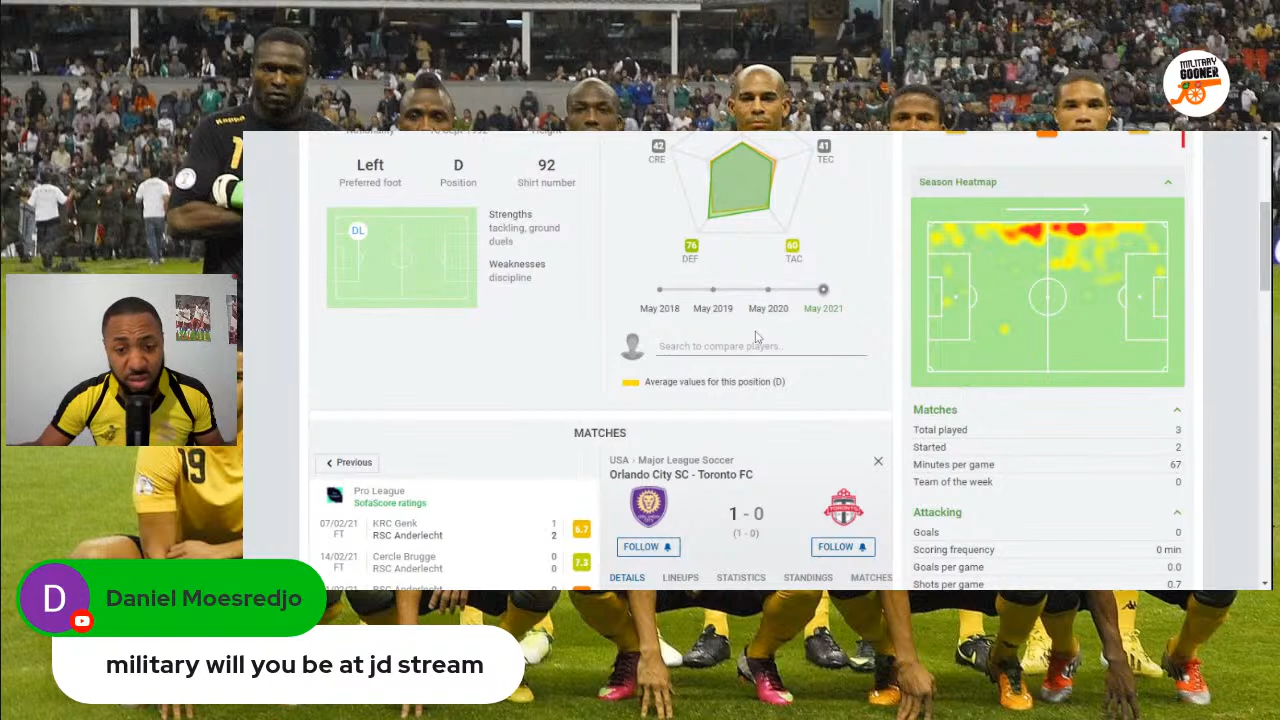 MILITARY
GOONER
Kappa
Nationality
Height
Left
D
92
Preferred foot
Position
Shirt number
DL
Strengths
tackling, ground
duels
Weaknesses
discipline
42
CRE
41
TEC
76
DEF
60
TAC
May 2018
May 2019
May 2020
May 2021
Search to compare players..
Average values for this position (D)
Season Heatmap
Matches
Total played 3
Started 2
Minutes per game 67
Team of the week 0
Attacking
Goals 0
Scoring frequency 0 min
Goals per game 0.0
Shots per game 0.7
MATCHES
Previous
Pro League
SofaScore ratings
07/02/21 KRC Genk 1
FT RSC Anderlecht 2
6.7
14/02/21 Cercle Brugge 0
FT RSC Anderlecht 0
7.3
USA › Major League Soccer
Orlando City SC - Toronto FC
1 - 0
(1 - 0)
TORONTO
FOLLOW
FOLLOW
DETAILS LINEUPS STATISTICS STANDINGS MATCHES
19
D
Daniel Moesredjo
military will you be at jd stream